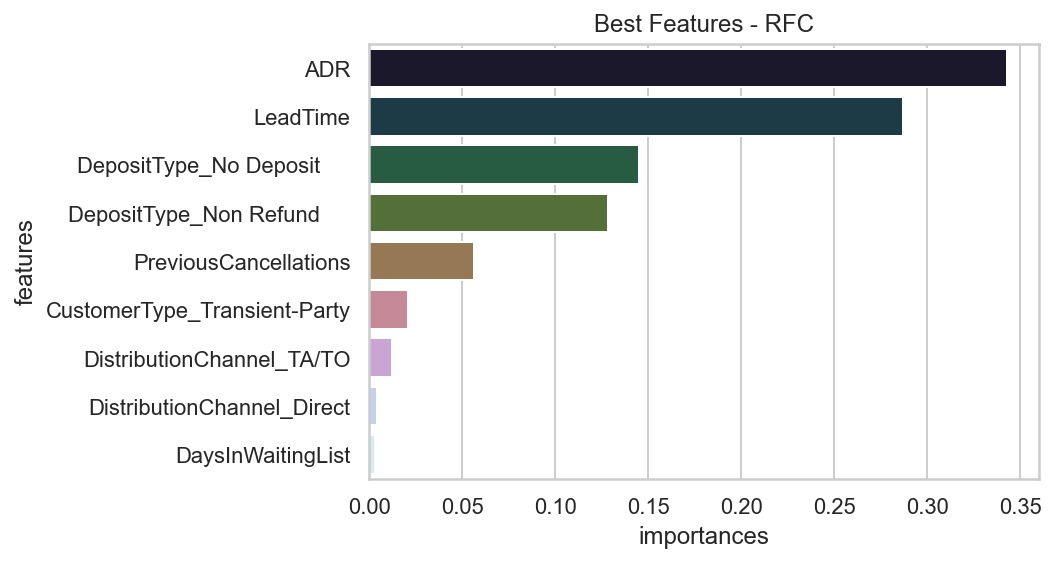 Best Features - RFC
features
ADR
LeadTime
DepositType_No Deposit
DepositType_Non Refund
PreviousCancellations
CustomerType_Transient-Party
DistributionChannel_TA/TO
DistributionChannel_Direct
DaysInWaitingList
0.00 0.05 0.10 0.15 0.20 0.25 0.30 0.35
importances